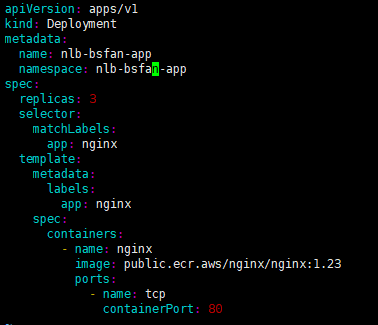 apiVersion: apps/v1
kind: Deployment
metadata:
  name: nlb-bsfan-app
  namespace: nlb-bsfan-app
spec:
  replicas: 3
  selector:
    matchLabels:
      app: nginx
  template:
    metadata:
      labels:
        app: nginx
    spec:
      containers:
        - name: nginx
          image: public.ecr.aws/nginx/nginx:1.23
          ports:
            - name: tcp
              containerPort: 80